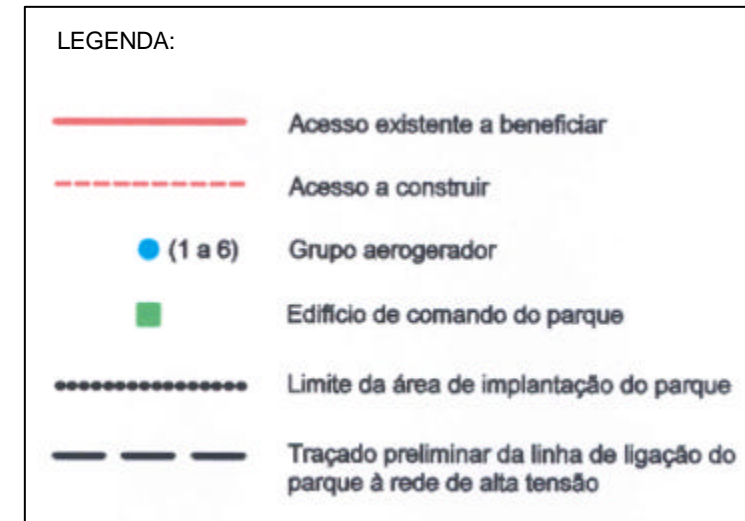 LEGENDA:
Acesso existente a beneficiar
Acesso a construir
(1 a 6) Grupo aerogerador
Edifício de comando do parque
Limite da área de implantação do parque
Traçado preliminar da linha de ligação do
parque à rede de alta tensão